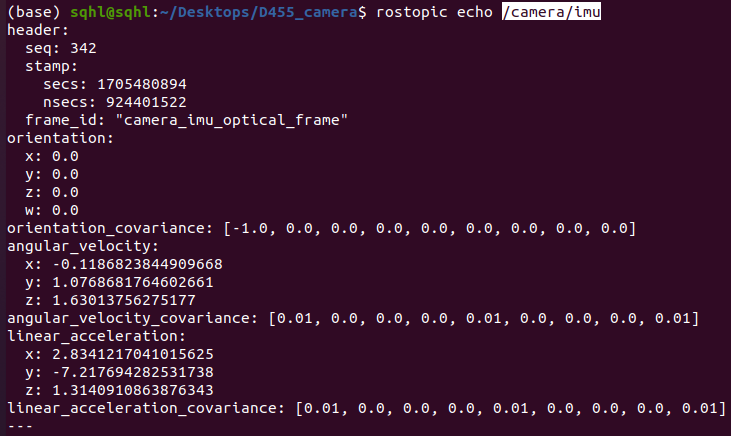 (base) sqhl@sqhl:~/Desktops/D455_camera$ rostopic echo /camera/imu
header:
  seq: 342
  stamp:
    secs: 1705480894
    nsecs: 924401522
  frame_id: "camera_imu_optical_frame"
orientation:
  x: 0.0
  y: 0.0
  z: 0.0
  w: 0.0
orientation_covariance: [-1.0, 0.0, 0.0, 0.0, 0.0, 0.0, 0.0, 0.0, 0.0]
angular_velocity:
  x: -0.1186823844909668
  y: 1.0768681764602661
  z: 1.63013756275177
angular_velocity_covariance: [0.01, 0.0, 0.0, 0.0, 0.01, 0.0, 0.0, 0.0, 0.01]
linear_acceleration:
  x: 2.8341217041015625
  y: -7.217694282531738
  z: 1.3140910863876343
linear_acceleration_covariance: [0.01, 0.0, 0.0, 0.0, 0.01, 0.0, 0.0, 0.0, 0.01]
---